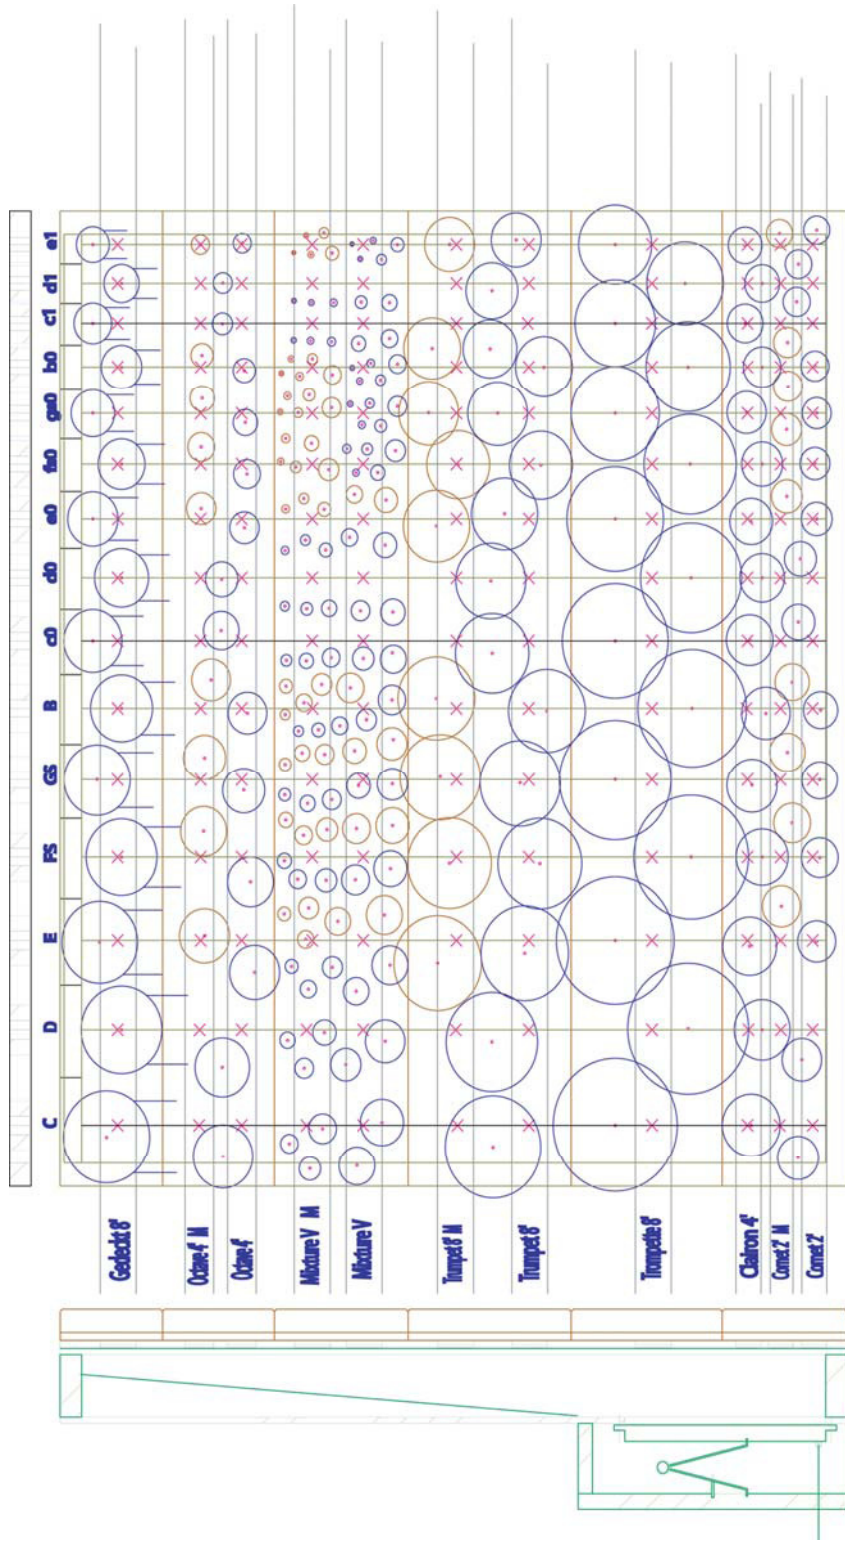 C D E FS GS B c0 d0 e0 fs0 gs0 b0 c1 d1 e1
Gedeckt 8'
Octave 4' M
Octave 4'
Mixture V M
Mixture V
Trumpet 8' M
Trumpet 8'
Trompette 8'
Clairon 4'
Cornet 2' M
Cornet 2'